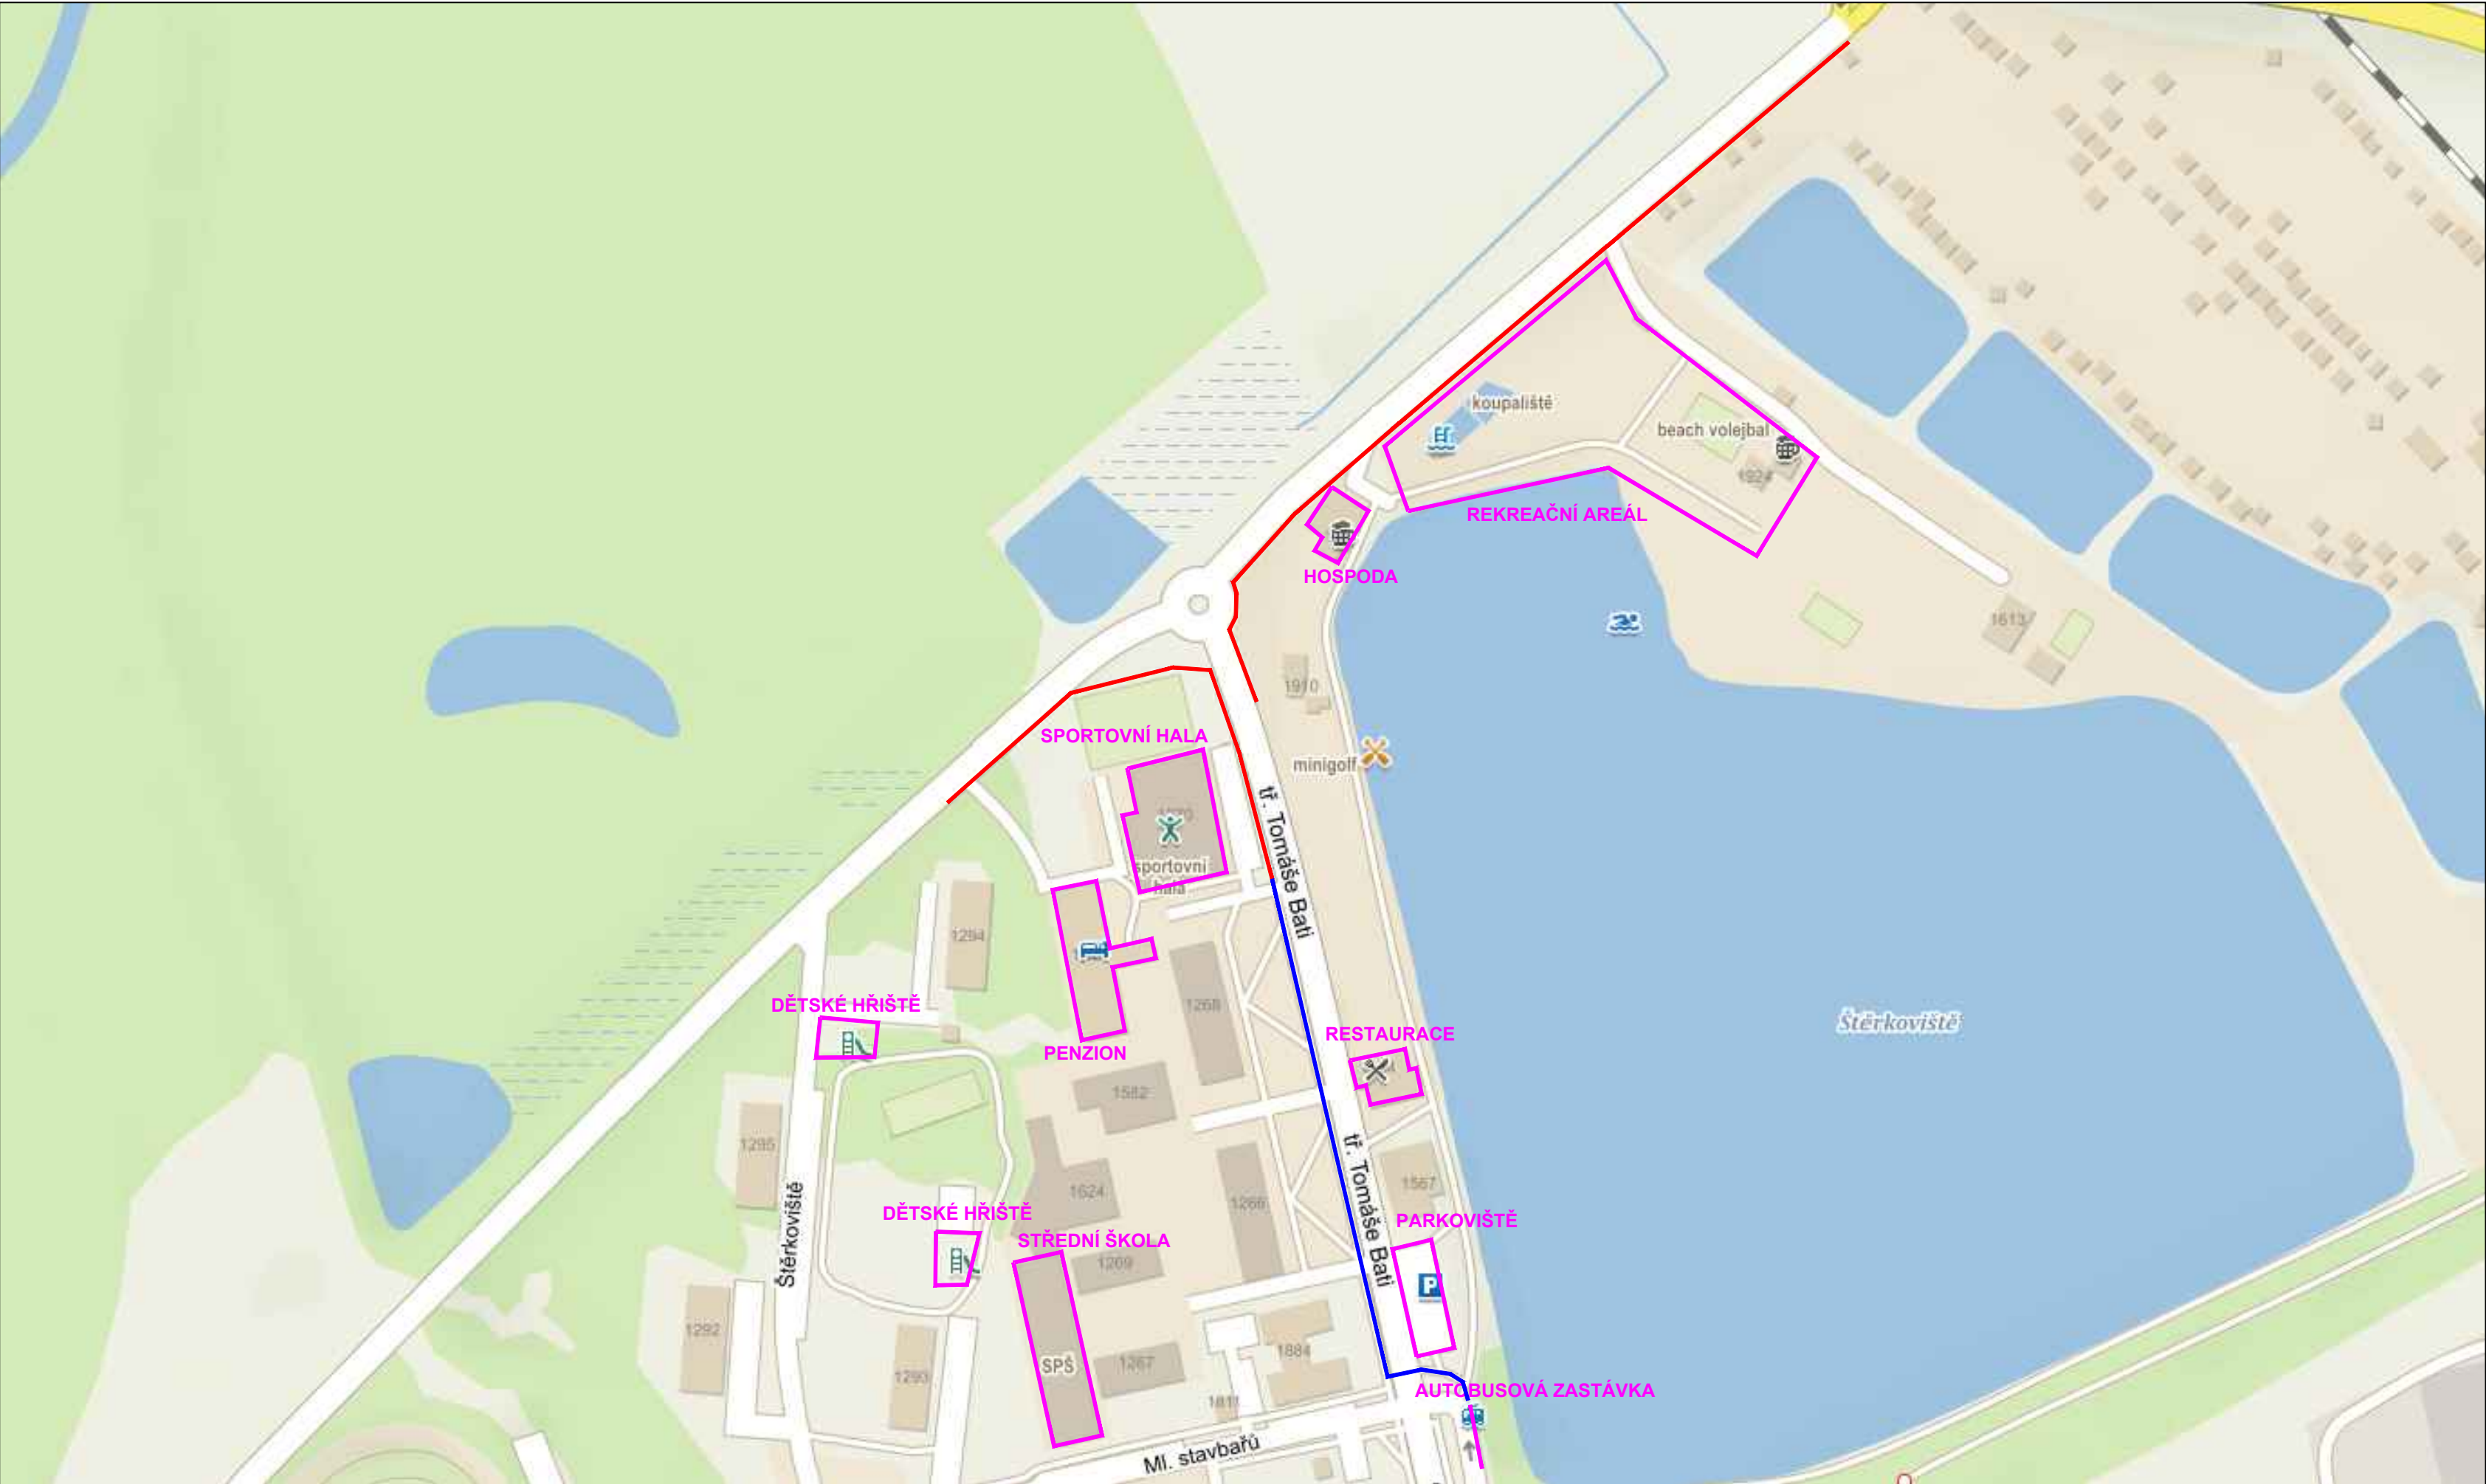 koupaliště
beach volejbal
1924
REKREAČNÍ AREÁL
HOSPODA
1613
1910
SPORTOVNÍ HALA
minigolf
tř. Tomáše Bati
sportovní
hala
1294
DĚTSKÉ HŘIŠTĚ
1268
PENZION
RESTAURACE
Štěrkoviště
1582
1295
tř. Tomáše Bati
1624
1266
1567
Štěrkoviště
DĚTSKÉ HŘIŠTĚ
PARKOVIŠTĚ
STŘEDNÍ ŠKOLA
1269
P
1292
1293
SPŠ
1267
1884
AUTOBUSOVÁ ZASTÁVKA
1811
Ml. stavbařů